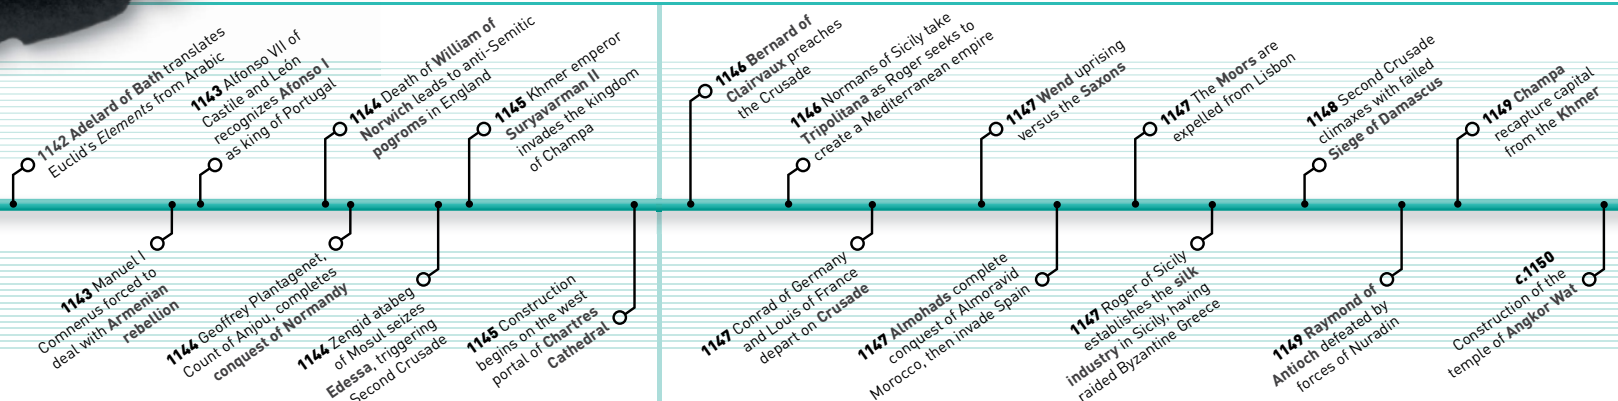 1142 Adelard of Bath translates
Euclid's Elements from Arabic
1143 Alfonso VII of
Castile and León
recognizes Afonso I
as king of Portugal
1144 Death of William of
Norwich leads to anti-Semitic
pogroms in England
1145 Khmer emperor
Suryavarman II
invades the kingdom
of Champa
1146 Bernard of
Clairvaux preaches
the Crusade
1146 Normans of Sicily take
Tripolitana as Roger seeks to
create a Mediterranean empire
1147 Wend uprising
versus the Saxons
1147 The Moors are
expelled from Lisbon
1148 Second Crusade
climaxes with failed
Siege of Damascus
1149 Champa
recapture capital
from the Khmer
1143 Manuel I
Comnenus forced to
deal with Armenian
rebellion
1144 Geoffrey Plantagenet,
Count of Anjou, completes
conquest of Normandy
1144 Zengid atabeg
of Mosul seizes
Edessa, triggering
Second Crusade
1145 Construction
begins on the west
portal of Chartres
Cathedral
1147 Conrad of Germany
and Louis of France
depart on Crusade
1147 Almohads complete
conquest of Almoravid
Morocco, then invade Spain
1147 Roger of Sicily
establishes the silk
industry in Sicily, having
raided Byzantine Greece
1149 Raymond of
Antioch defeated by
forces of Nuradin
c.1150
Construction of the
temple of Angkor Wat